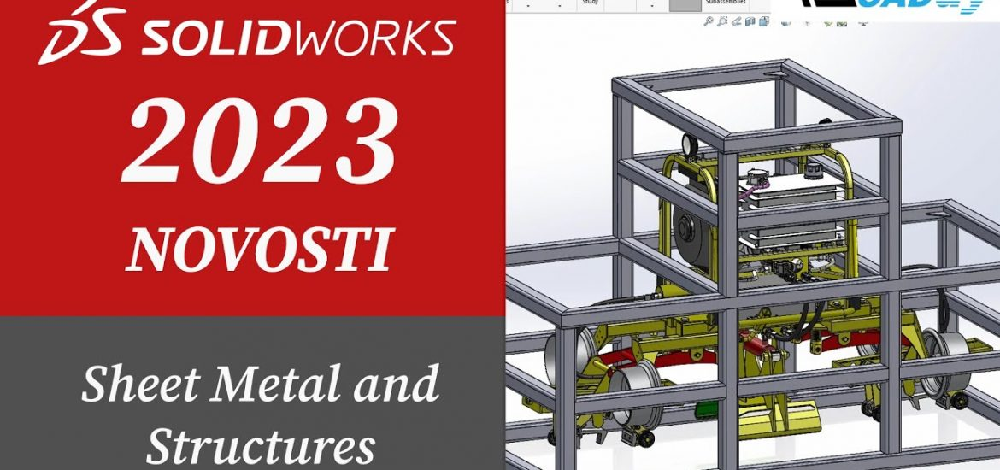 SOLIDWORKS
2023
NOVOSTI
Sheet Metal and
Structures
Study
Subassemblies